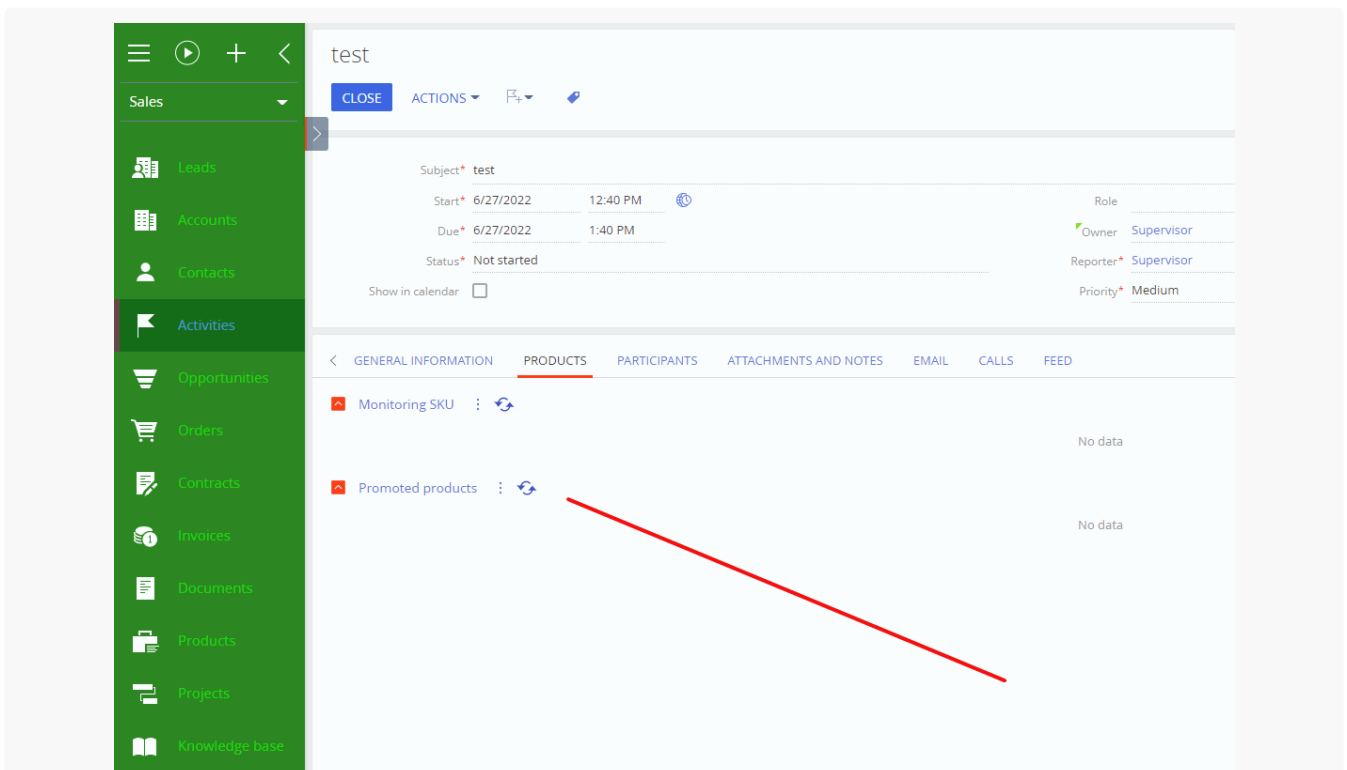 test
CLOSE ACTIONS
Sales
Leads
Accounts
Contacts
Activities
Opportunities
Orders
Contracts
Invoices
Documents
Products
Projects
Knowledge base
Subject* test
Start* 6/27/2022 12:40 PM
Due* 6/27/2022 1:40 PM
Status* Not started
Show in calendar
Role
Owner Supervisor
Reporter* Supervisor
Priority* Medium
GENERAL INFORMATION PRODUCTS PARTICIPANTS ATTACHMENTS AND NOTES EMAIL CALLS FEED
Monitoring SKU
No data
Promoted products
No data